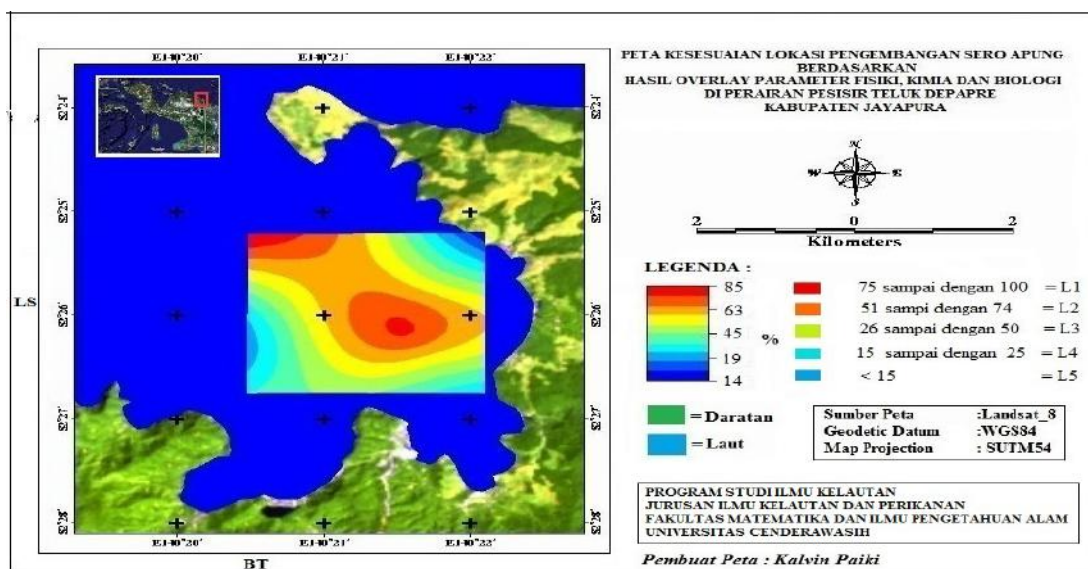 PETA KESESUAIAN LOKASI PENGEMBANGAN SERO APUNG
BERDASARKAN
HASIL OVERLAY PARAMETER FISIKI, KIMIA DAN BIOLOGI
DI PERAIRAN PESISIR TELUK DEPAPRE
KABUPATEN JAYAPURA
E140°20' E140°21' E140°22'
S2°24' S2°24'
S2°25' S2°25'
LS S2°26' S2°26'
S2°27' S2°27'
S2°28' S2°28'
E140°20' E140°21' E140°22'
BT
N
W E
S
2 0 2
Kilometers
LEGENDA :
85
63
45
19
14
%
75 sampai dengan 100 = L1
51 sampi dengan 74 = L2
26 sampai dengan 50 = L3
15 sampai dengan 25 = L4
< 15 = L5
= Daratan
= Laut
Sumber Peta :Landsat_8
Geodetic Datum :WGS84
Map Projection : SUTM54
PROGRAM STUDI ILMU KELAUTAN
JURUSAN ILMU KELAUTAN DAN PERIKANAN
FAKULTAS MATEMATIKA DAN ILMU PENGETAHUAN ALAM
UNIVERSITAS CENDERAWASIH
Pembuat Peta : Kalvin Paiki